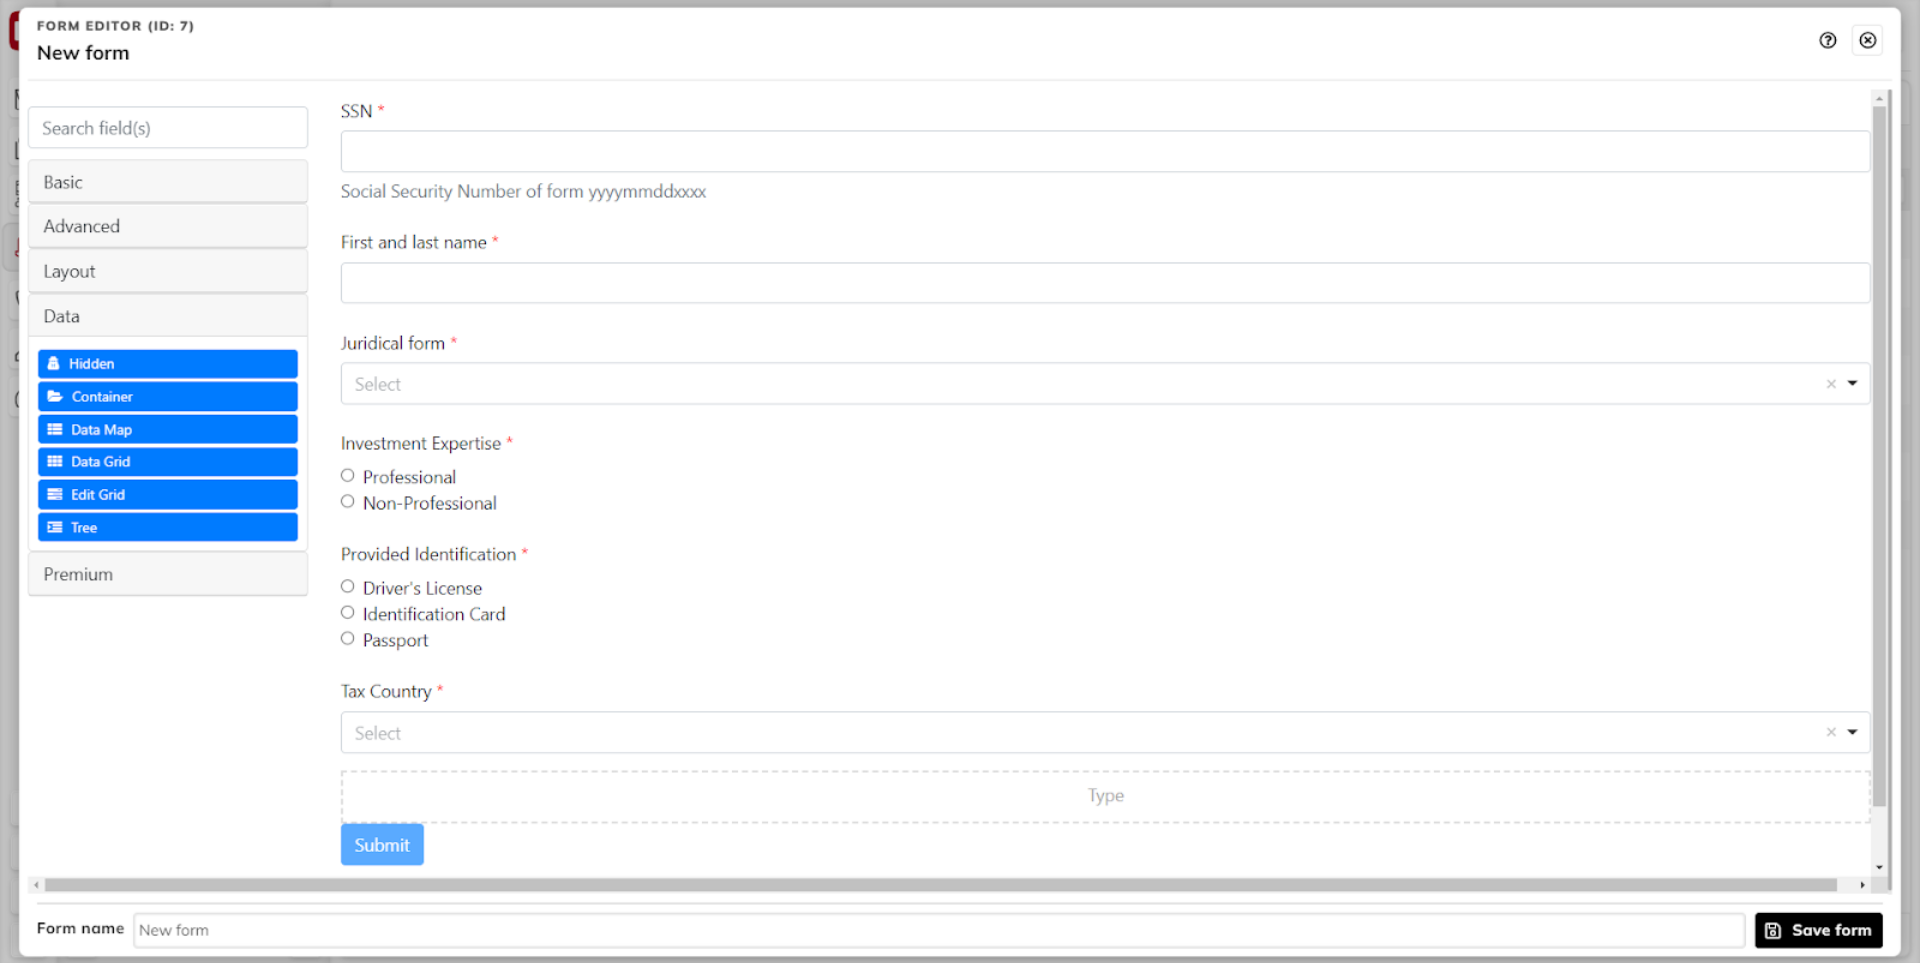 FORM EDITOR (ID: 7)
New form
Search field(s)
Basic
Advanced
Layout
Data
Hidden
Container
Data Map
Data Grid
Edit Grid
Tree
Premium
SSN *
Social Security Number of form yyyymmddxxxx
First and last name *
Juridical form *
Select
Investment Expertise *
Professional
Non-Professional
Provided Identification *
Driver's License
Identification Card
Passport
Tax Country *
Select
Type
Submit
Form name New form Save form